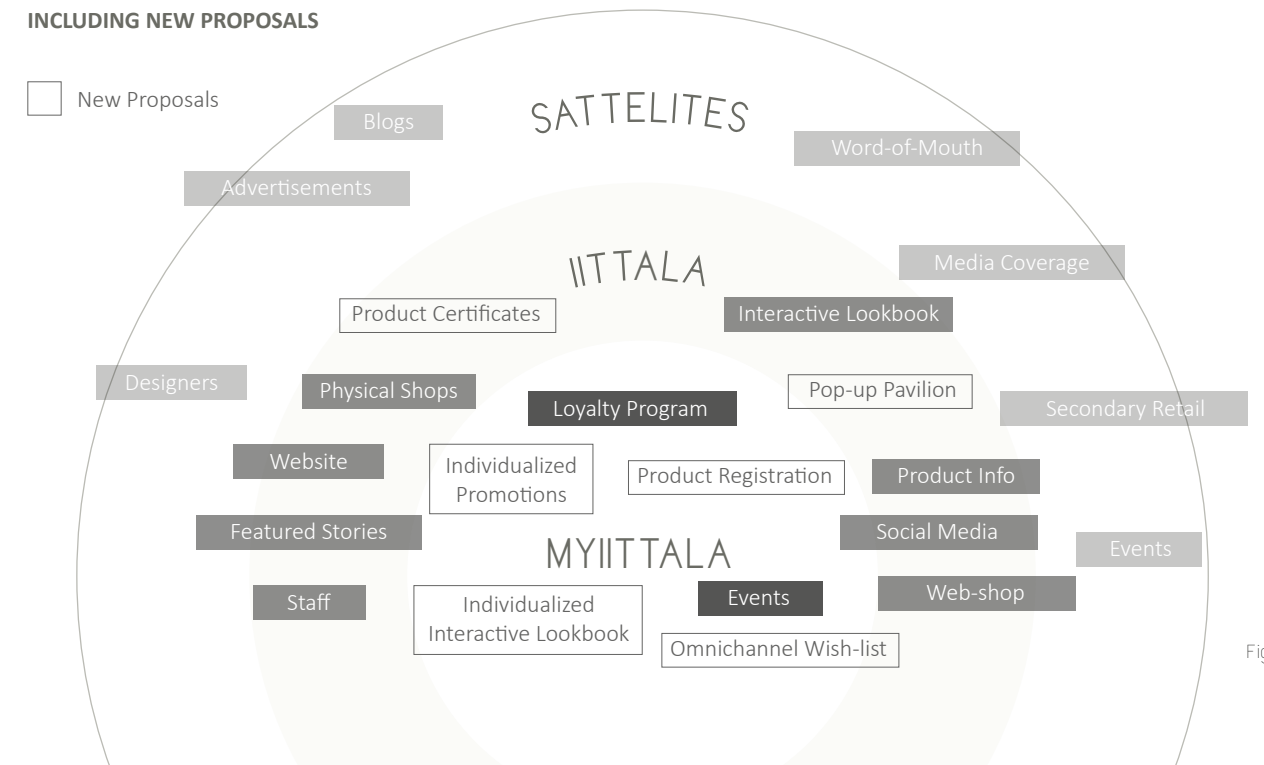 INCLUDING NEW PROPOSALS
New Proposals
SATTELITES
Blogs
Word-of-Mouth
Advertisements
IITTALA
Media Coverage
Product Certificates
Interactive Lookbook
Designers
Physical Shops
Loyalty Program
Pop-up Pavilion
Secondary Retail
Website
Individualized
Promotions
Product Registration
Product Info
Featured Stories
Social Media
MYIITTALA
Events
Staff
Individualized
Interactive Lookbook
Events
Web-shop
Omnichannel Wish-list